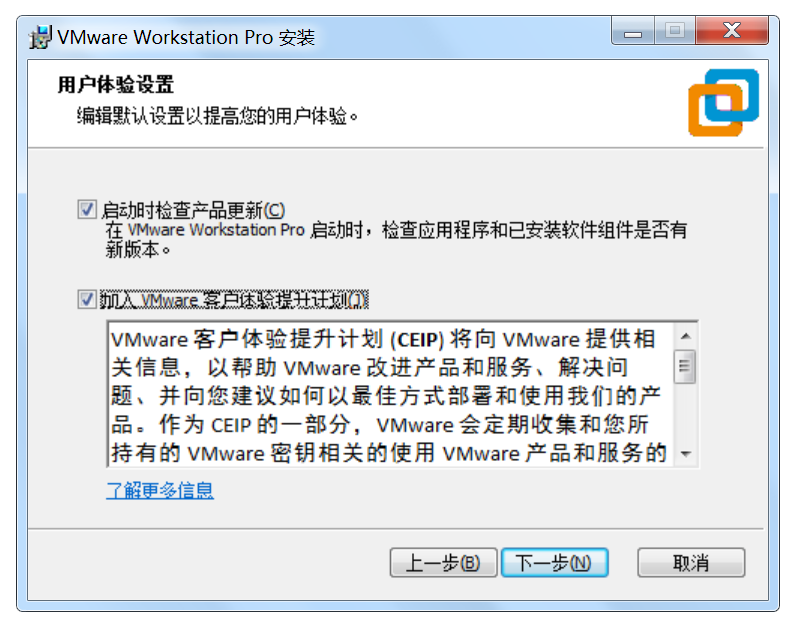 VMware Workstation Pro 安装
用户体验设置
编辑默认设置以提高您的用户体验。
启动时检查产品更新(C)
在 VMware Workstation Pro 启动时，检查应用程序和已安装软件组件是否有
新版本。
加入 VMware 客户体验提升计划(J)
VMware 客户体验提升计划 (CEIP) 将向 VMware 提供相
关信息，以帮助 VMware 改进产品和服务、解决问
题、并向您建议如何以最佳方式部署和使用我们的产
品。作为 CEIP 的一部分，VMware 会定期收集和您所
持有的 VMware 密钥相关的使用 VMware 产品和服务的
了解更多信息
上一步(B) 下一步(N) 取消